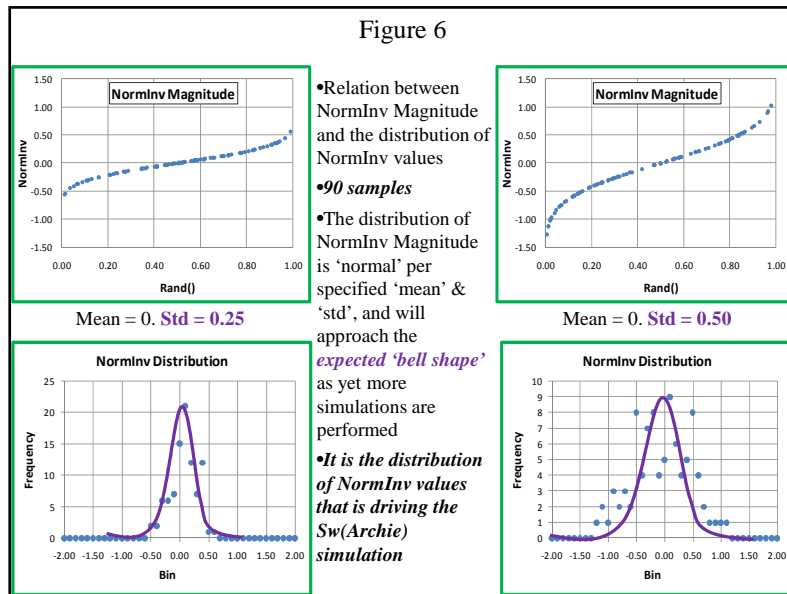 Figure 6
NormInv Magnitude
NormInv
1.50
1.00
0.50
0.00
-0.50
-1.00
-1.50
0.00 0.20 0.40 0.60 0.80 1.00
Rand()
Mean = 0. Std = 0.25
NormInv Distribution
Frequency
25
20
15
10
5
0
-2.00 -1.50 -1.00 -0.50 0.00 0.50 1.00 1.50 2.00
Bin
•Relation between
NormInv Magnitude
and the distribution of
NormInv values
•90 samples
•The distribution of
NormInv Magnitude
is ‘normal’ per
specified ‘mean’ &
‘std’, and will
approach the
expected ‘bell shape’
as yet more
simulations are
performed
•It is the distribution
of NormInv values
that is driving the
Sw(Archie)
simulation
NormInv Magnitude
NormInv
1.50
1.00
0.50
0.00
-0.50
-1.00
-1.50
0.00 0.20 0.40 0.60 0.80 1.00
Rand()
Mean = 0. Std = 0.50
NormInv Distribution
Frequency
10
9
8
7
6
5
4
3
2
1
0
-2.00 -1.50 -1.00 -0.50 0.00 0.50 1.00 1.50 2.00
Bin